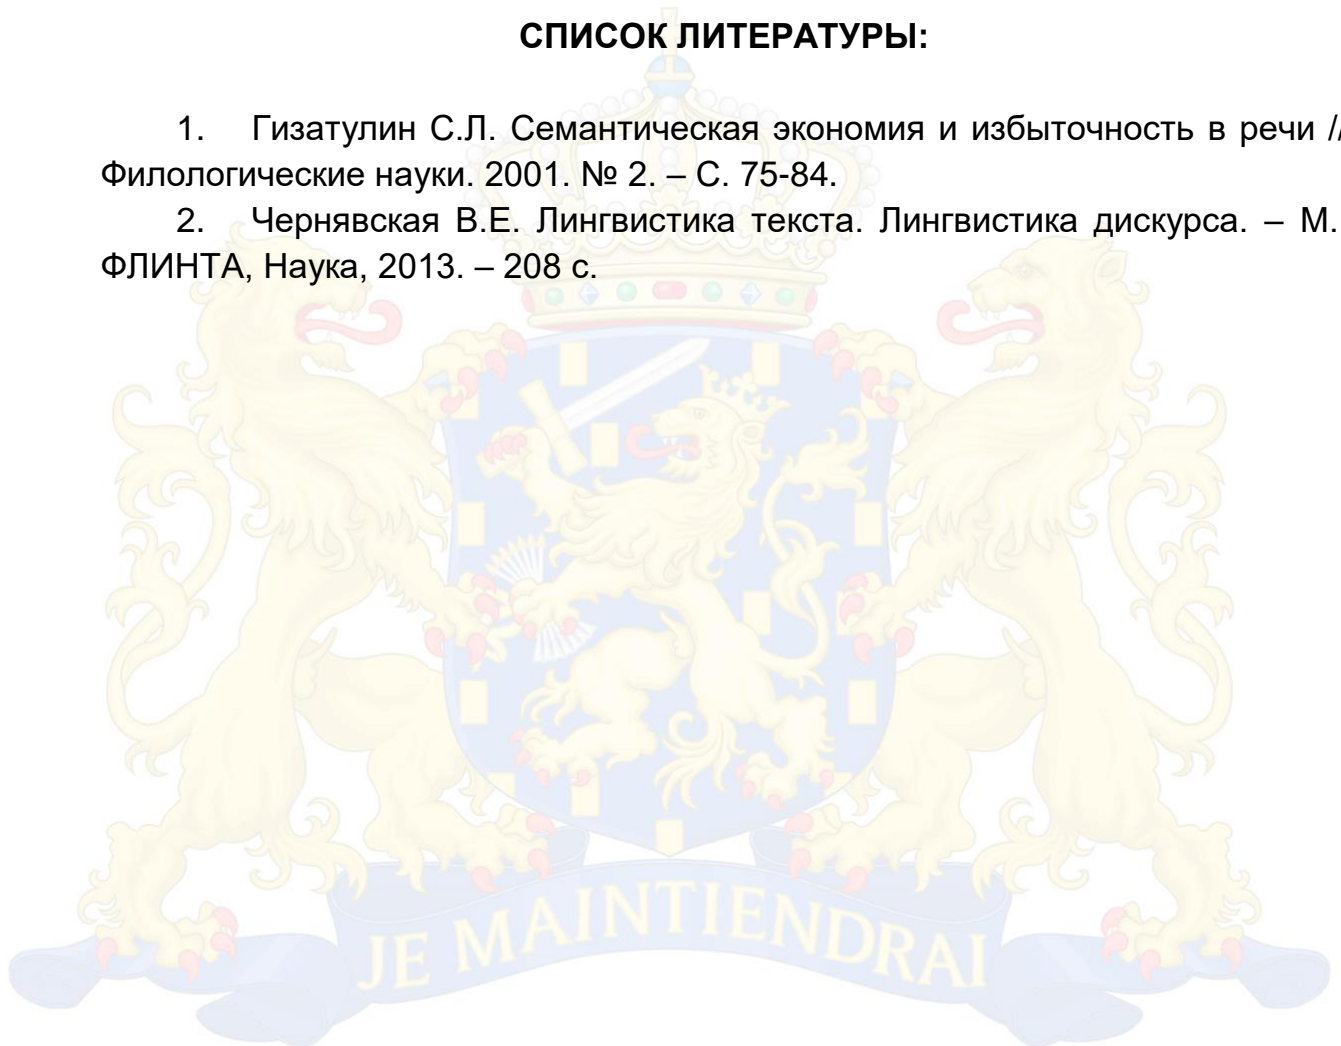 СПИСОК ЛИТЕРАТУРЫ:
1. Гизатулин С.Л. Семантическая экономия и избыточность в речи //
Филологические науки. 2001. № 2. – С. 75-84.
2. Чернявская В.Е. Лингвистика текста. Лингвистика дискурса. – М.
ФЛИНТА, Наука, 2013. – 208 с.
JE MAINTIENDRAI